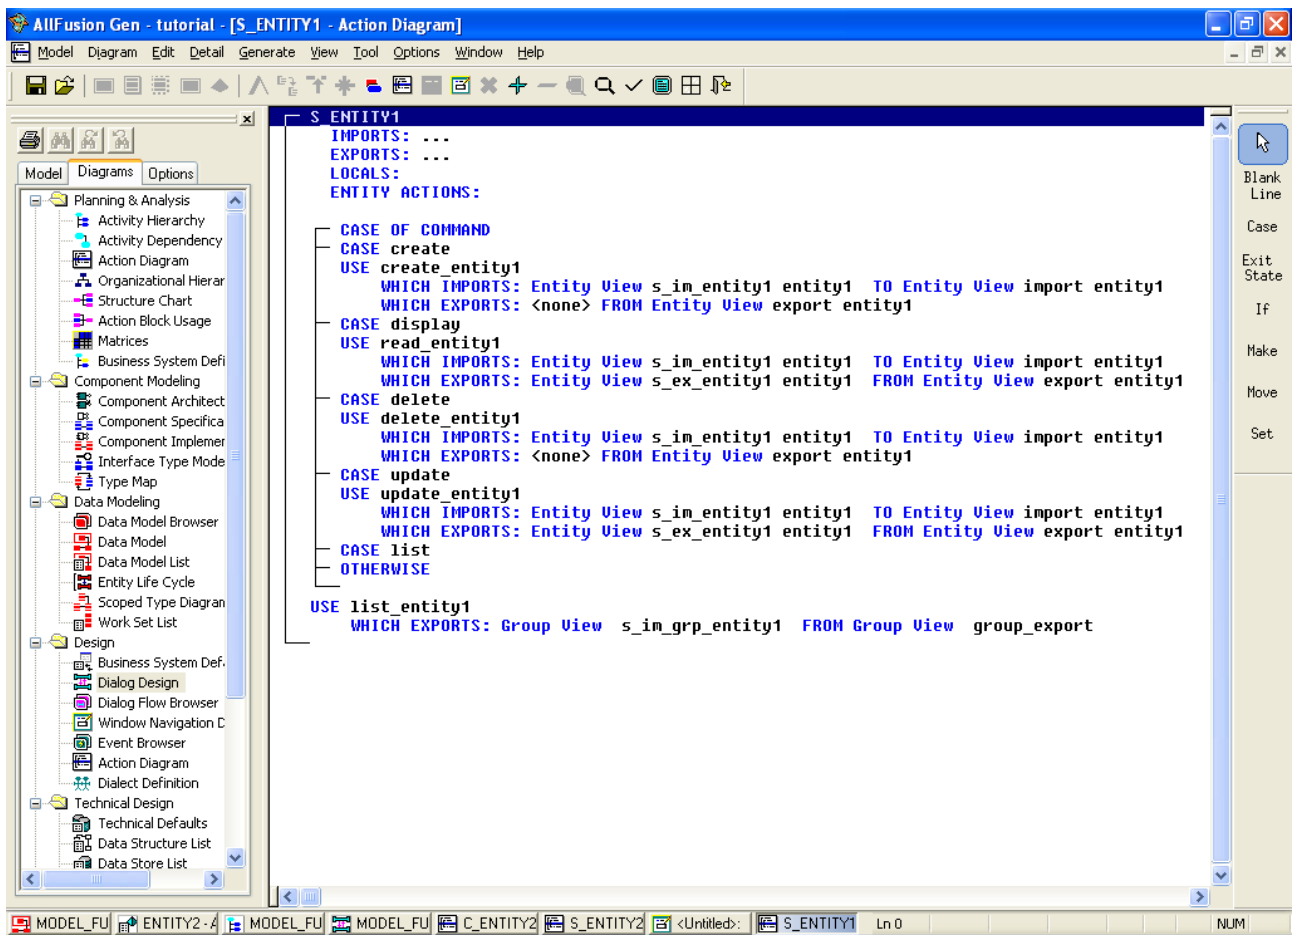 AllFusion Gen - tutorial - [S_ENTITY1 - Action Diagram]
Model Diagram Edit Detail Generate View Tool Options Window Help
Model Diagrams Options
Planning & Analysis
Activity Hierarchy
Activity Dependency
Action Diagram
Organizational Hierar
Structure Chart
Action Block Usage
Matrices
Business System Defi
Component Modeling
Component Architect
Component Specifica
Component Implemer
Interface Type Mode
Type Map
Data Modeling
Data Model Browser
Data Model
Data Model List
Entity Life Cycle
Scoped Type Diagran
Work Set List
Design
Business System Def
Dialog Design
Dialog Flow Browser
Window Navigation D
Event Browser
Action Diagram
Dialect Definition
Technical Design
Technical Defaults
Data Structure List
Data Store List
S_ENTITY1
IMPORTS: ...
EXPORTS: ...
LOCALS:
ENTITY ACTIONS:
CASE OF COMMAND
CASE create
USE create_entity1
WHICH IMPORTS: Entity View s_im_entity1 entity1 TO Entity View import entity1
WHICH EXPORTS: <none> FROM Entity View export entity1
CASE display
USE read_entity1
WHICH IMPORTS: Entity View s_im_entity1 entity1 TO Entity View import entity1
WHICH EXPORTS: Entity View s_ex_entity1 entity1 FROM Entity View export entity1
CASE delete
USE delete_entity1
WHICH IMPORTS: Entity View s_im_entity1 entity1 TO Entity View import entity1
WHICH EXPORTS: <none> FROM Entity View export entity1
CASE update
USE update_entity1
WHICH IMPORTS: Entity View s_im_entity1 entity1 TO Entity View import entity1
WHICH EXPORTS: Entity View s_ex_entity1 entity1 FROM Entity View export entity1
CASE list
OTHERWISE
USE list_entity1
WHICH EXPORTS: Group View s_im_grp_entity1 FROM Group View group_export
Blank
Line
Case
Exit
State
If
Make
Move
Set
MODEL_FU ENTITY2 - A MODEL_FU MODEL_FU C_ENTITY2 S_ENTITY2 <Untitled>: S_ENTITY1 Ln 0 NUM